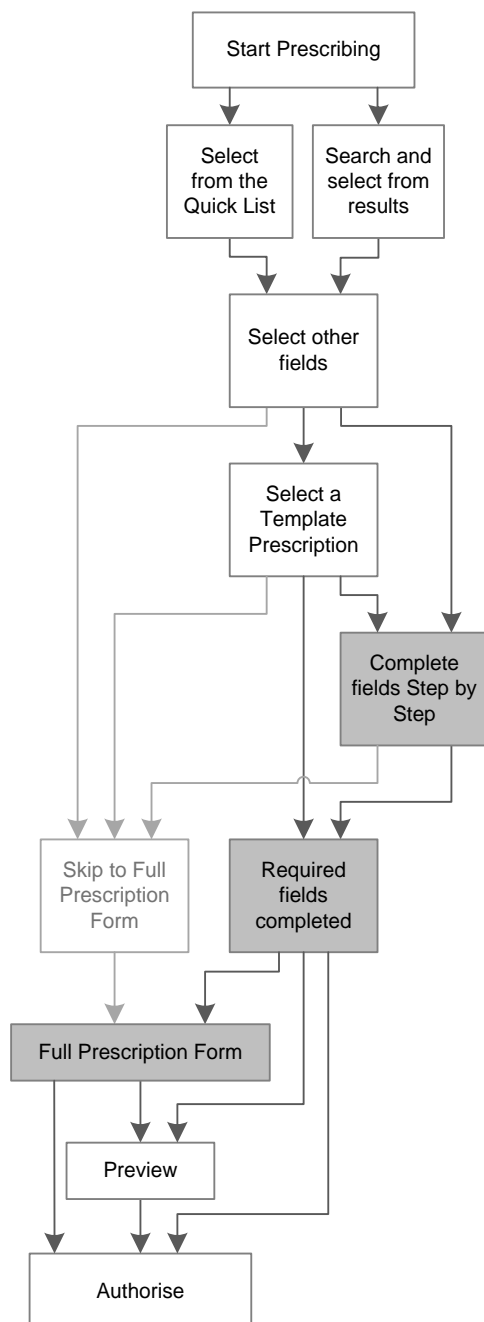 Start Prescribing
Select
from the
Quick List
Search and
select from
results
Select other
fields
Select a
Template
Prescription
Complete
fields Step by
Step
Skip to Full
Prescription
Form
Required
fields
completed
Full Prescription Form
Preview
Authorise